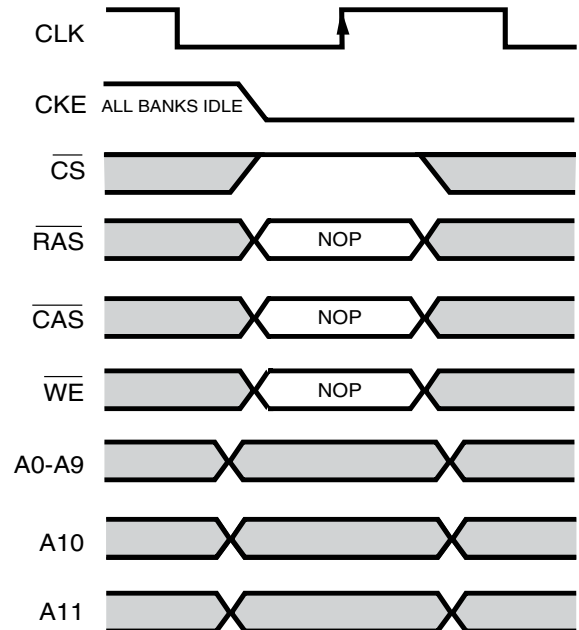 CLK
CKE ALL BANKS IDLE
CS
RAS NOP
CAS NOP
WE NOP
A0-A9
A10
A11